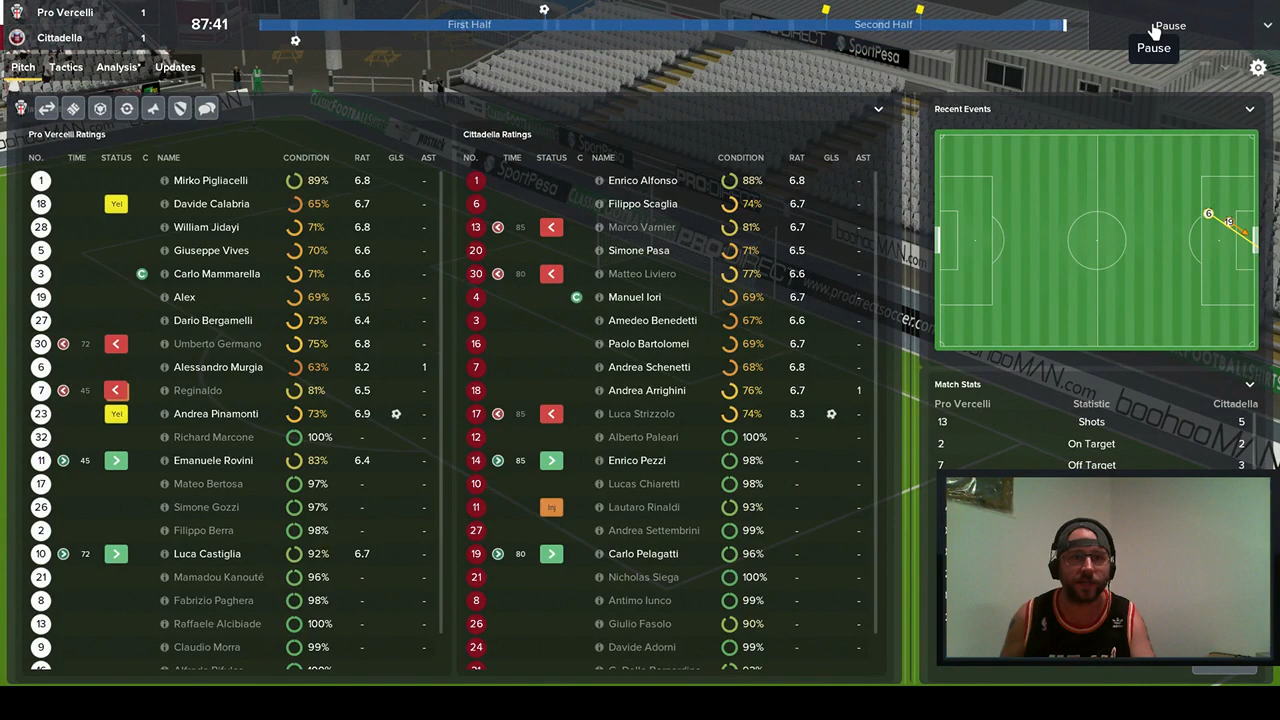 Pro Vercelli 1
Cittadella 1
87:41
First Half
Second Half
Pause
Pause
Pitch Tactics Analysis* Updates
Pro Vercelli Ratings
NO. TIME STATUS C NAME CONDITION RAT GLS AST
1 Mirko Pigliacelli 89% 6.8 -
18 Yel Davide Calabria 65% 6.7 -
28 William Jidayi 71% 6.8 -
5 Giuseppe Vives 70% 6.6 -
3 C Carlo Mammarella 71% 6.6 -
19 Alex 69% 6.5 -
27 Dario Bergamelli 73% 6.4 -
30 72 Umberto Germano 75% 6.8 -
6 Alessandro Murgia 63% 8.2 1
7 45 Reginaldo 81% 6.5 -
23 Yel Andrea Pinamonti 73% 6.9 -
32 Richard Marcone 100% - -
11 45 Emanuele Rovini 83% 6.4 -
17 Mateo Bertosa 97% - -
26 Simone Gozzi 97% - -
2 Filippo Berra 98% - -
10 72 Luca Castiglia 92% 6.7 -
21 Mamadou Kanouté 96% - -
8 Fabrizio Paghera 98% - -
13 Raffaele Alcibiade 100% - -
9 Claudio Morra 99% - -
Cittadella Ratings
NO. TIME STATUS C NAME CONDITION RAT GLS AST
1 Enrico Alfonso 88% 6.8 -
6 Filippo Scaglia 74% 6.7 -
13 85 Marco Varnier 81% 6.7 -
20 Simone Pasa 71% 6.5 -
30 80 Matteo Liviero 77% 6.6 -
4 C Manuel Iori 69% 6.7 -
3 Amedeo Benedetti 67% 6.6 -
16 Paolo Bartolomei 69% 6.7 -
7 Andrea Schenetti 68% 6.8 -
18 Andrea Arrighini 76% 6.7 1
17 85 Luca Strizzolo 74% 8.3 -
12 Alberto Paleari 100% - -
14 85 Enrico Pezzi 98% - -
10 Lucas Chiaretti 98% - -
11 Inj Lautaro Rinaldi 93% - -
27 Andrea Settembrini 99% - -
19 80 Carlo Pelagatti 96% - -
21 Nicholas Siega 100% - -
8 Antimo Iunco 99% - -
26 Giulio Fasolo 90% - -
24 Davide Adorni 99% - -
Recent Events
6
19
Match Stats
Pro Vercelli Statistic Cittadella
13 Shots 5
2 On Target 2
7 Off Target 3
SportPesa
boohooMAN.com
www.prodirectsoccer.com